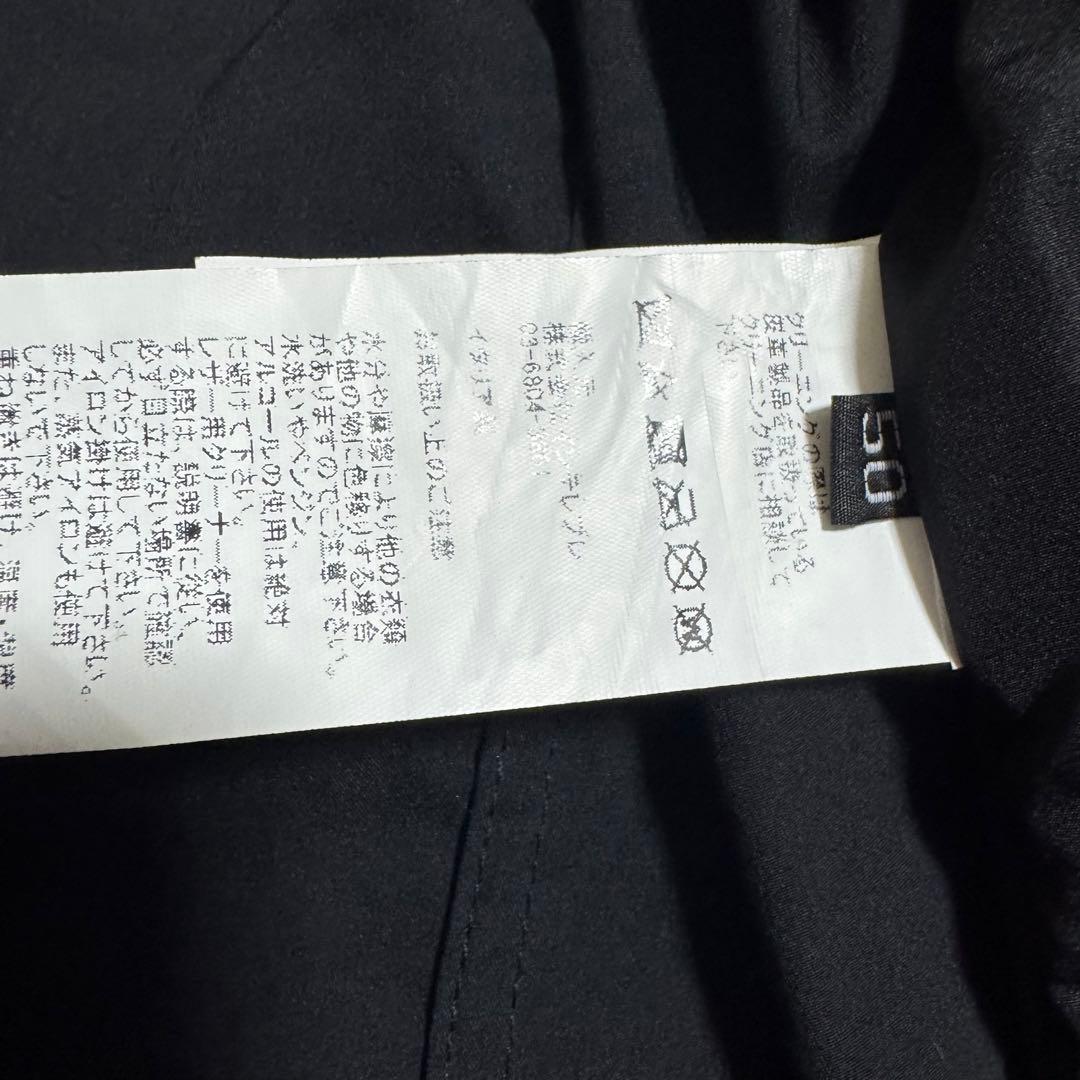 50
クリーニングの際は
皮革製品を取扱っている
クリーニング店に相談して
下さい
輸入元
03-6804-
イタリア製
お取扱い上のご注意
水分や摩擦により他の衣類
や他の物に色移りする場合
がありますのでご注意下さい。
水洗いやベンジン、
アルコールの使用は絶対
に避けて下さい。
レザー用クリーナーを使用
する際は、説明書に従い、
必ず目立たない場所で確認
してから使用して下さい。
アイロン掛けは避けて下さい。
また、蒸気アイロンも使用
しないで下さい。